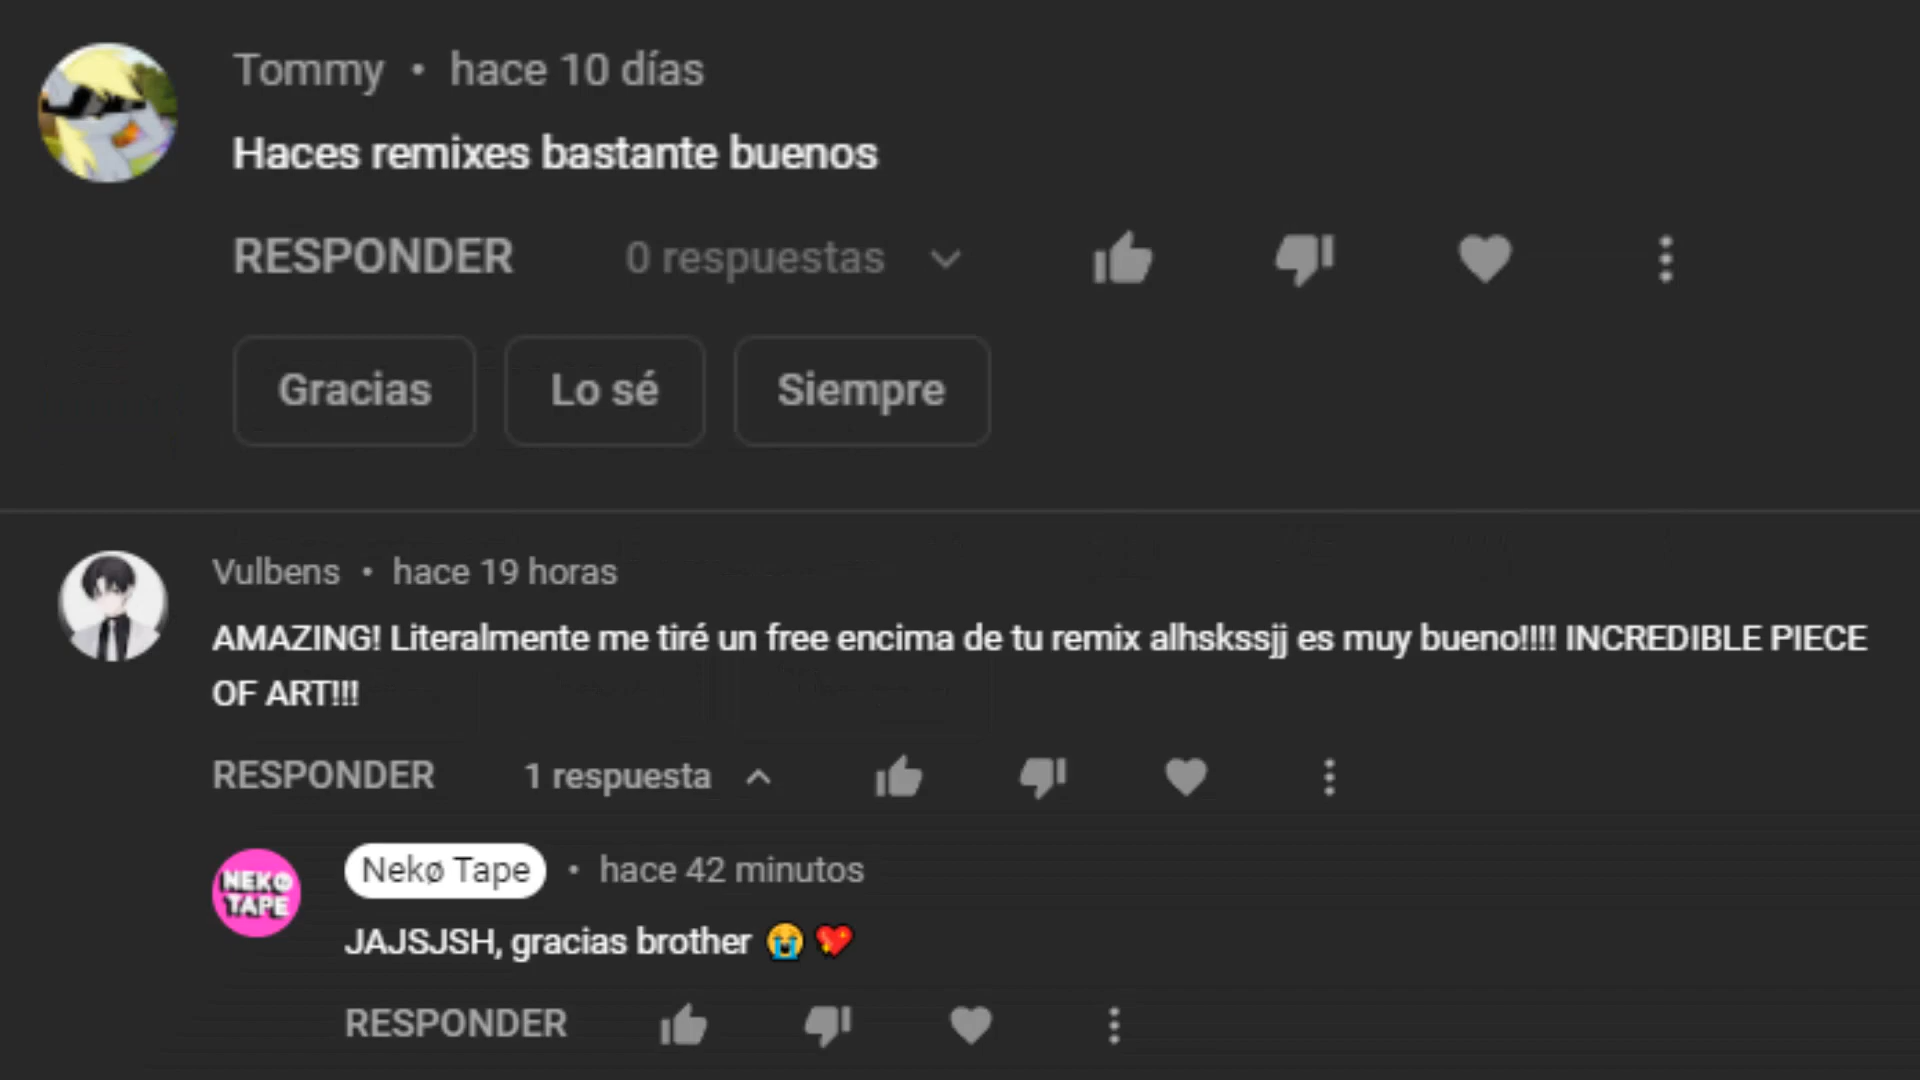 Tommy • hace 10 días
Haces remixes bastante buenos
RESPONDER 0 respuestas
Gracias Lo sé Siempre
Vulbens • hace 19 horas
AMAZING! Literalmente me tiré un free encima de tu remix alhskssjj es muy bueno!!!! INCREDIBLE PIECE
OF ART!!!
RESPONDER 1 respuesta
NEKØ
TAPE
Nekø Tape • hace 42 minutos
JAJSJSH, gracias brother 😭 💖
RESPONDER